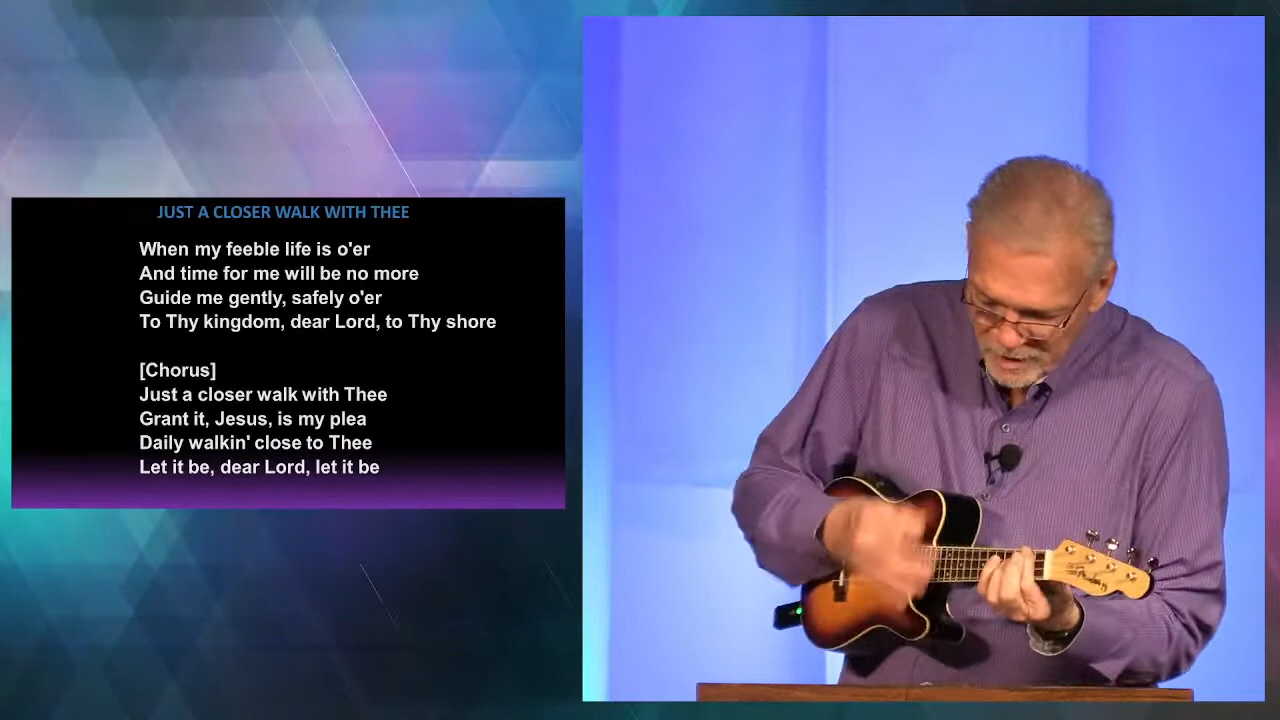 JUST A CLOSER WALK WITH THEE
When my feeble life is o'er
And time for me will be no more
Guide me gently, safely o'er
To Thy kingdom, dear Lord, to Thy shore
[Chorus]
Just a closer walk with Thee
Grant it, Jesus, is my plea
Daily walkin' close to Thee
Let it be, dear Lord, let it be